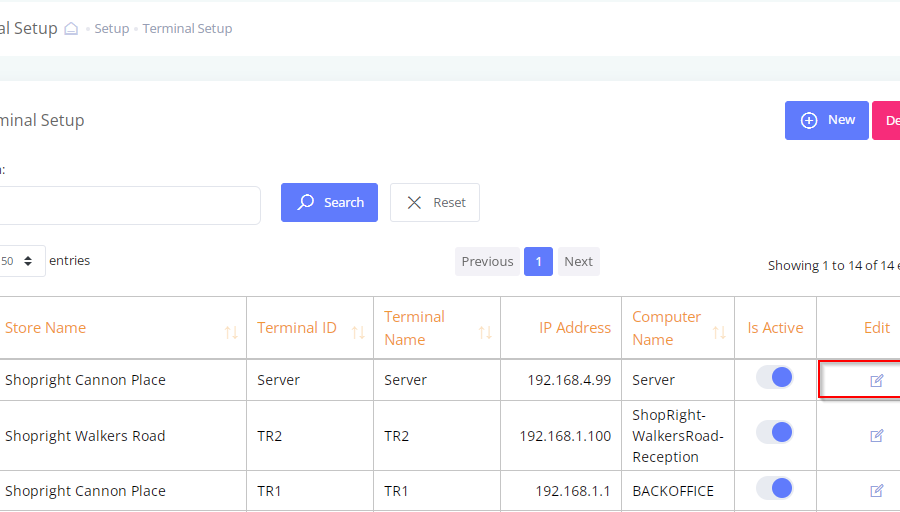 al Setup Setup Terminal Setup
minal Setup
New De
:
Search Reset
50 entries Previous 1 Next
Showing 1 to 14 of 14 e
Store Name Terminal ID Terminal Name IP Address Computer Name Is Active Edit
Shopright Cannon Place Server Server 192.168.4.99 Server
Shopright Walkers Road TR2 TR2 192.168.1.100 ShopRight-WalkersRoad-Reception
Shopright Cannon Place TR1 TR1 192.168.1.1 BACKOFFICE